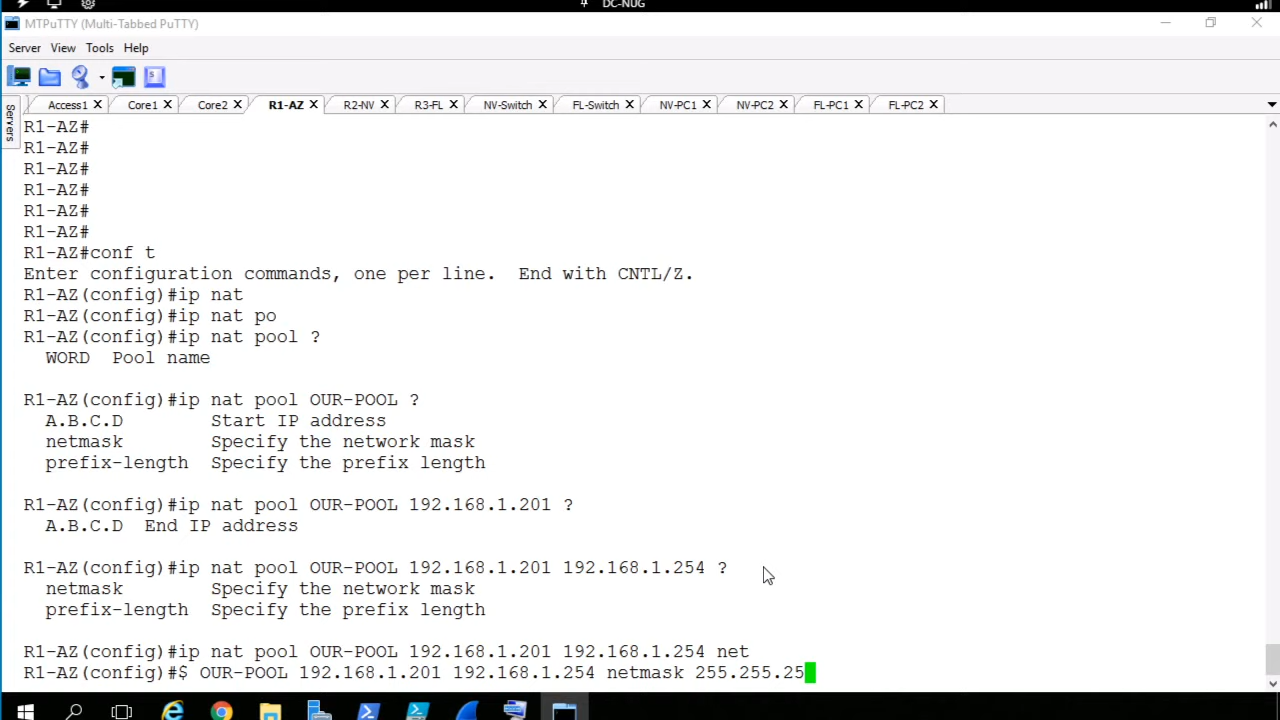 DC-NUG
MTPuTTY (Multi-Tabbed PuTTY)
Server View Tools Help
Access1 Core1 Core2 R1-AZ R2-NV R3-FL NV-Switch FL-Switch NV-PC1 NV-PC2 FL-PC1 FL-PC2
Servers
R1-AZ#
R1-AZ#
R1-AZ#
R1-AZ#
R1-AZ#
R1-AZ#
R1-AZ#conf t
Enter configuration commands, one per line.  End with CNTL/Z.
R1-AZ(config)#ip nat
R1-AZ(config)#ip nat po
R1-AZ(config)#ip nat pool ?
  WORD  Pool name
R1-AZ(config)#ip nat pool OUR-POOL ?
  A.B.C.D        Start IP address
  netmask        Specify the network mask
  prefix-length  Specify the prefix length
R1-AZ(config)#ip nat pool OUR-POOL 192.168.1.201 ?
  A.B.C.D  End IP address
R1-AZ(config)#ip nat pool OUR-POOL 192.168.1.201 192.168.1.254 ?
  netmask        Specify the network mask
  prefix-length  Specify the prefix length
R1-AZ(config)#ip nat pool OUR-POOL 192.168.1.201 192.168.1.254 net
R1-AZ(config)#$ OUR-POOL 192.168.1.201 192.168.1.254 netmask 255.255.25